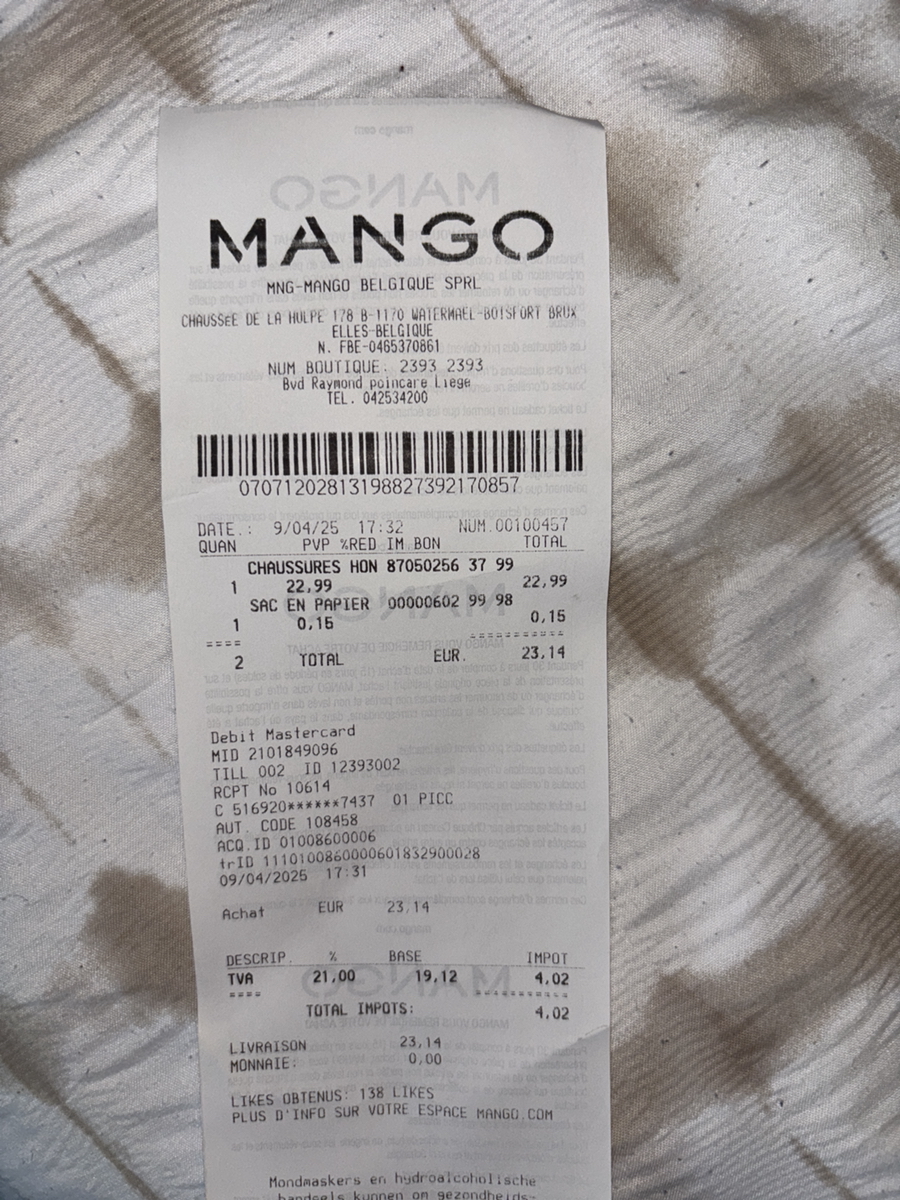 MANGO
MNG-MANGO BELGIQUE SPRL
CHAUSSEE DE LA HULPE 178 B-1170 WATERMAEL-BOISFORT BRUX
ELLES-BELGIQUE
N. FBE-0465370861
NUM BOUTIQUE: 2393 2393
Bvd Raymond poincare Liege
TEL. 042534200
07071202813198827392170857
DATE.: 9/04/25 17:32 NUM.00100457
QUAN PVP %RED IM BON TOTAL
CHAUSSURES HON 87050256 37 99
1 22,99 22,99
SAC EN PAPIER 00000602 99 98
1 0,15 0,15
==== ============
2 TOTAL EUR. 23,14
Debit Mastercard
MID 2101849096
TILL 002 ID 12393002
RCPT No 10614
C 516920******7437 01 PICC
AUT. CODE 108458
ACQ.ID 01008600006
trID 1110100860000601832900028
09/04/2025 17:31
Achat EUR 23,14
DESCRIP. % BASE IMPOT
TVA 21,00 19,12 4,02
==== ============
TOTAL IMPOTS: 4,02
LIVRAISON 23,14
MONNAIE: 0,00
LIKES OBTENUS: 138 LIKES
PLUS D'INFO SUR VOTRE ESPACE MANGO.COM
Mondmaskers en hydroalcoholische
handgels kunnen om gezondheids-